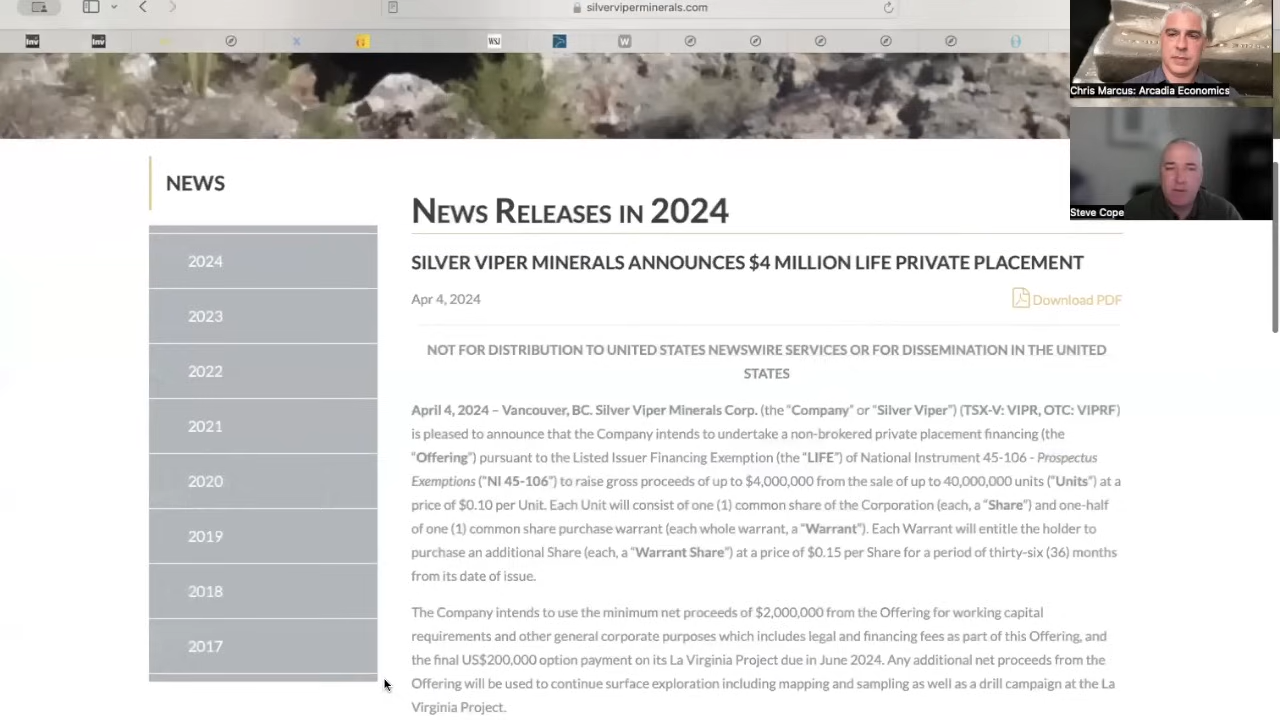 silverviperminerals.com
WSJ
W
Chris Marcus: Arcadia Economics
Steve Cope
NEWS
2024
2023
2022
2021
2020
2019
2018
2017
NEWS RELEASES IN 2024
SILVER VIPER MINERALS ANNOUNCES $4 MILLION LIFE PRIVATE PLACEMENT
Apr 4, 2024
Download PDF
NOT FOR DISTRIBUTION TO UNITED STATES NEWSWIRE SERVICES OR FOR DISSEMINATION IN THE UNITED
STATES
April 4, 2024 – Vancouver, BC. Silver Viper Minerals Corp. (the “Company” or “Silver Viper”) (TSX-V: VIPR, OTC: VIPRF)
is pleased to announce that the Company intends to undertake a non-brokered private placement financing (the
“Offering”) pursuant to the Listed Issuer Financing Exemption (the “LIFE”) of National Instrument 45-106 - Prospectus
Exemptions (“NI 45-106”) to raise gross proceeds of up to $4,000,000 from the sale of up to 40,000,000 units (“Units”) at a
price of $0.10 per Unit. Each Unit will consist of one (1) common share of the Corporation (each, a “Share”) and one-half
of one (1) common share purchase warrant (each whole warrant, a “Warrant”). Each Warrant will entitle the holder to
purchase an additional Share (each, a “Warrant Share”) at a price of $0.15 per Share for a period of thirty-six (36) months
from its date of issue.
The Company intends to use the minimum net proceeds of $2,000,000 from the Offering for working capital
requirements and other general corporate purposes which includes legal and financing fees as part of this Offering, and
the final US$200,000 option payment on its La Virginia Project due in June 2024. Any additional net proceeds from the
Offering will be used to continue surface exploration including mapping and sampling as well as a drill campaign at the La
Virginia Project.